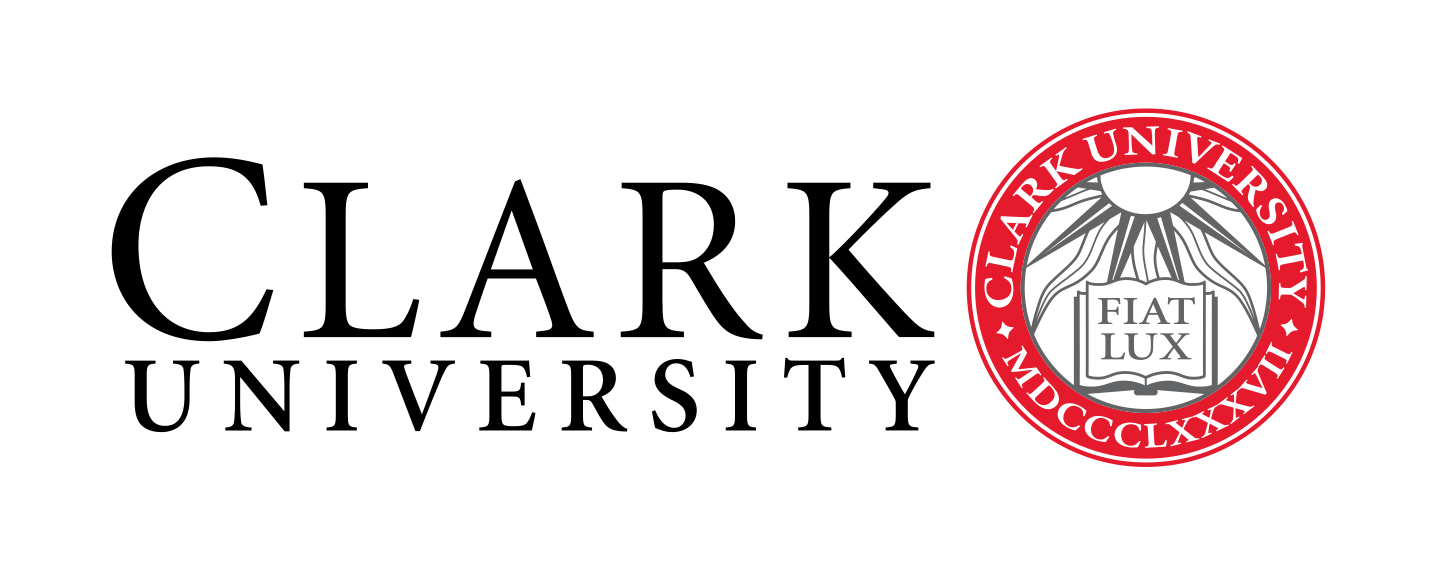 CLARK
UNIVERSITY
CLARK UNIVERSITY
FIAT
LUX
MDCCCLXXXVII